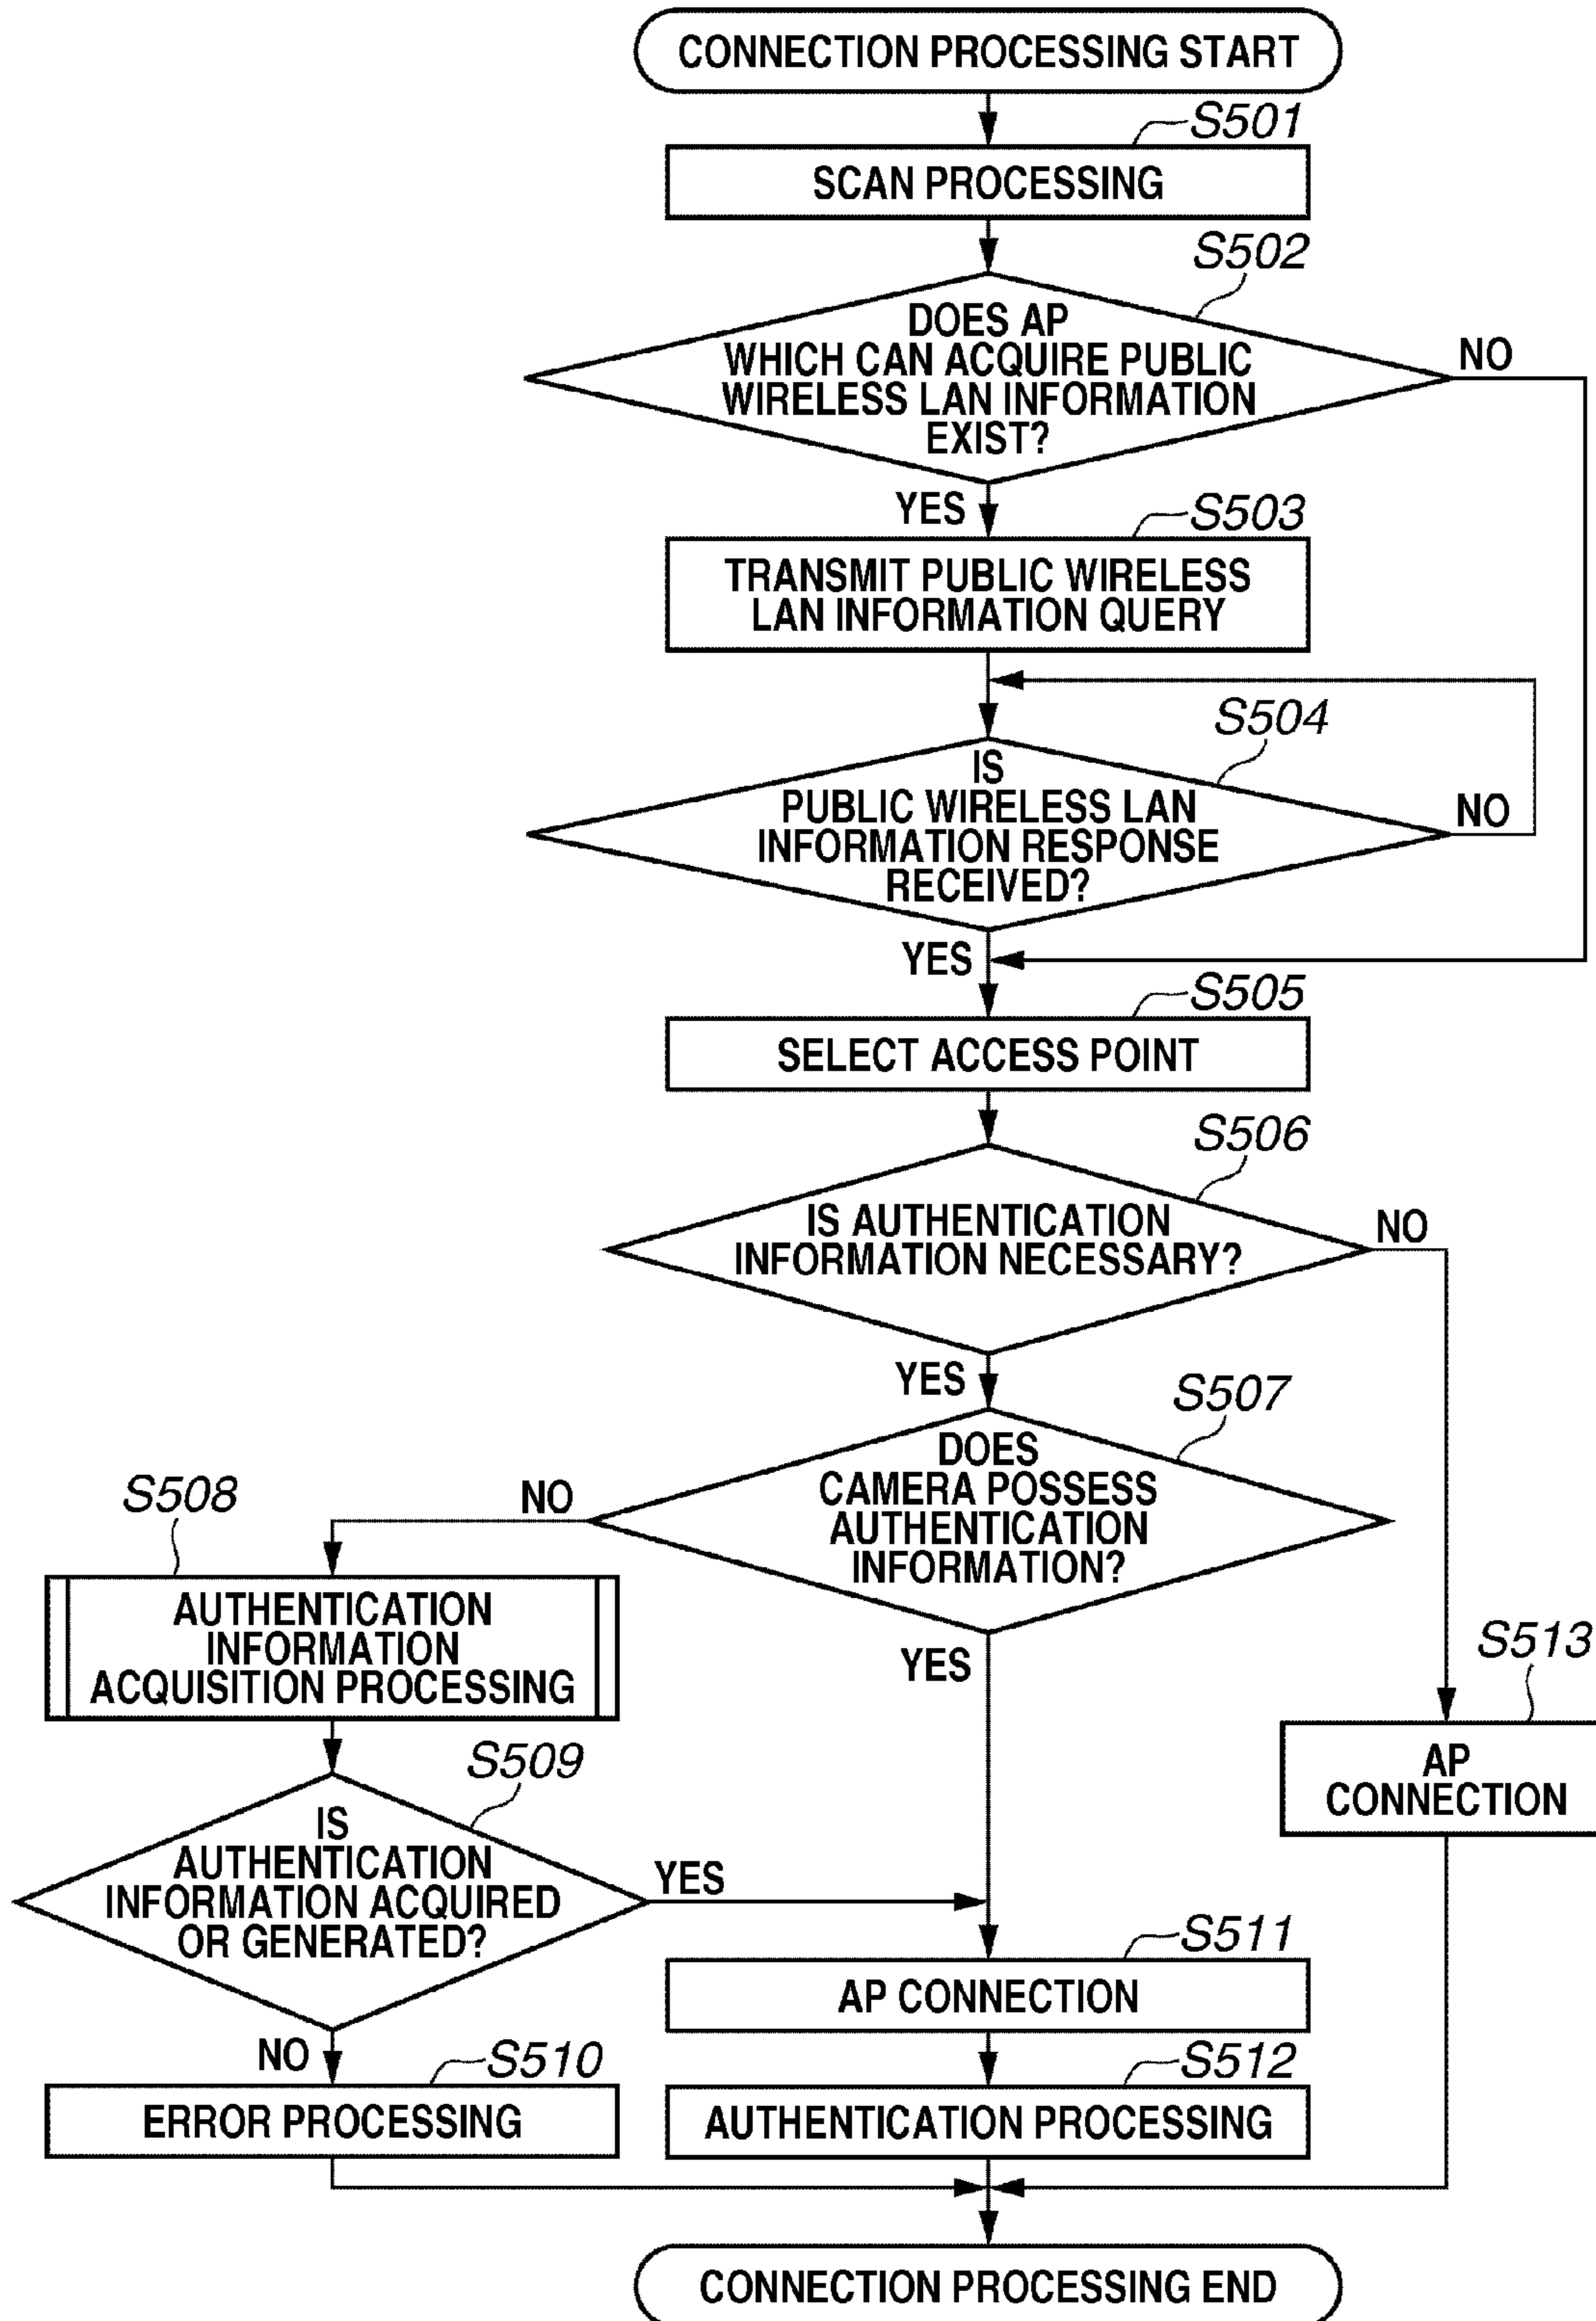 CONNECTION PROCESSING START
S501
SCAN PROCESSING
S502
DOES AP
WHICH CAN ACQUIRE PUBLIC
WIRELESS LAN INFORMATION
EXIST?
NO
YES
S503
TRANSMIT PUBLIC WIRELESS
LAN INFORMATION QUERY
S504
IS
PUBLIC WIRELESS LAN
INFORMATION RESPONSE
RECEIVED?
NO
YES
S505
SELECT ACCESS POINT
S506
IS AUTHENTICATION
INFORMATION NECESSARY?
NO
YES
S507
DOES
CAMERA POSSESS
AUTHENTICATION
INFORMATION?
NO
YES
S508
AUTHENTICATION
INFORMATION
ACQUISITION PROCESSING
S513
AP
CONNECTION
S509
IS
AUTHENTICATION
INFORMATION ACQUIRED
OR GENERATED?
YES
NO
S511
AP CONNECTION
S510
ERROR PROCESSING
S512
AUTHENTICATION PROCESSING
CONNECTION PROCESSING END